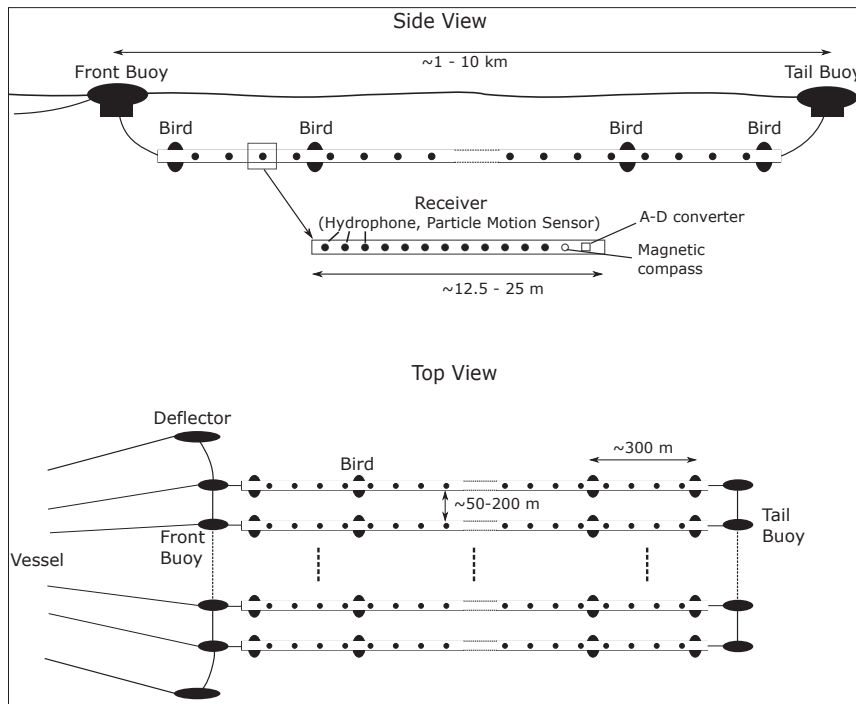 Side View
~1 - 10 km
Front Buoy
Tail Buoy
Bird
Bird
Bird
Bird
Receiver
(Hydrophone, Particle Motion Sensor)
A-D converter
Magnetic
compass
~12.5 - 25 m
Top View
Deflector
Bird
~300 m
~50-200 m
Front
Buoy
Tail
Buoy
Vessel